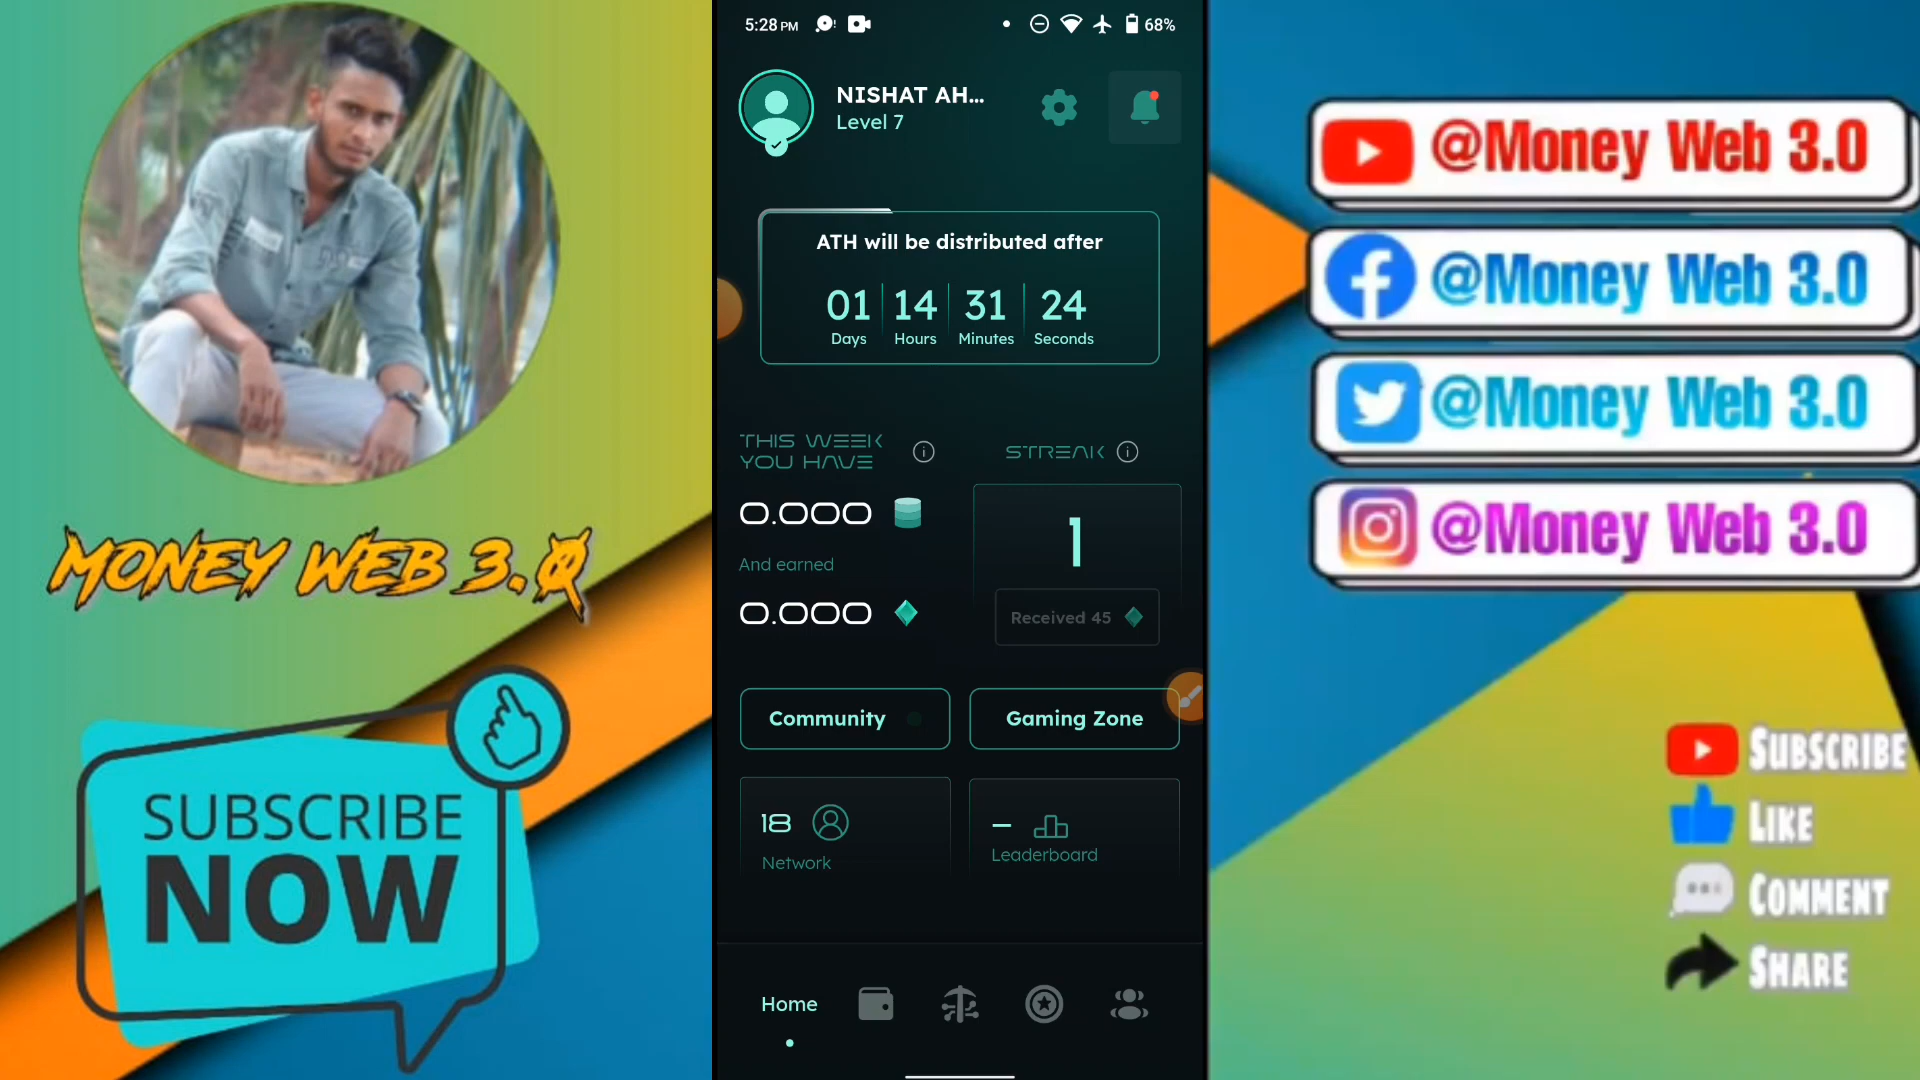 MONEY WEB 3.0
SUBSCRIBE
NOW
5:28 PM
68%
NISHAT AH...
Level 7
ATH will be distributed after
01 14 31 24
Days Hours Minutes Seconds
THIS WEEK
YOU HAVE
STREAK
0.000
And earned
0.000
1
Received 45
Community
Gaming Zone
18
Network
–
Leaderboard
Home
@Money Web 3.0
@Money Web 3.0
@Money Web 3.0
@Money Web 3.0
SUBSCRIBE
LIKE
COMMENT
SHARE